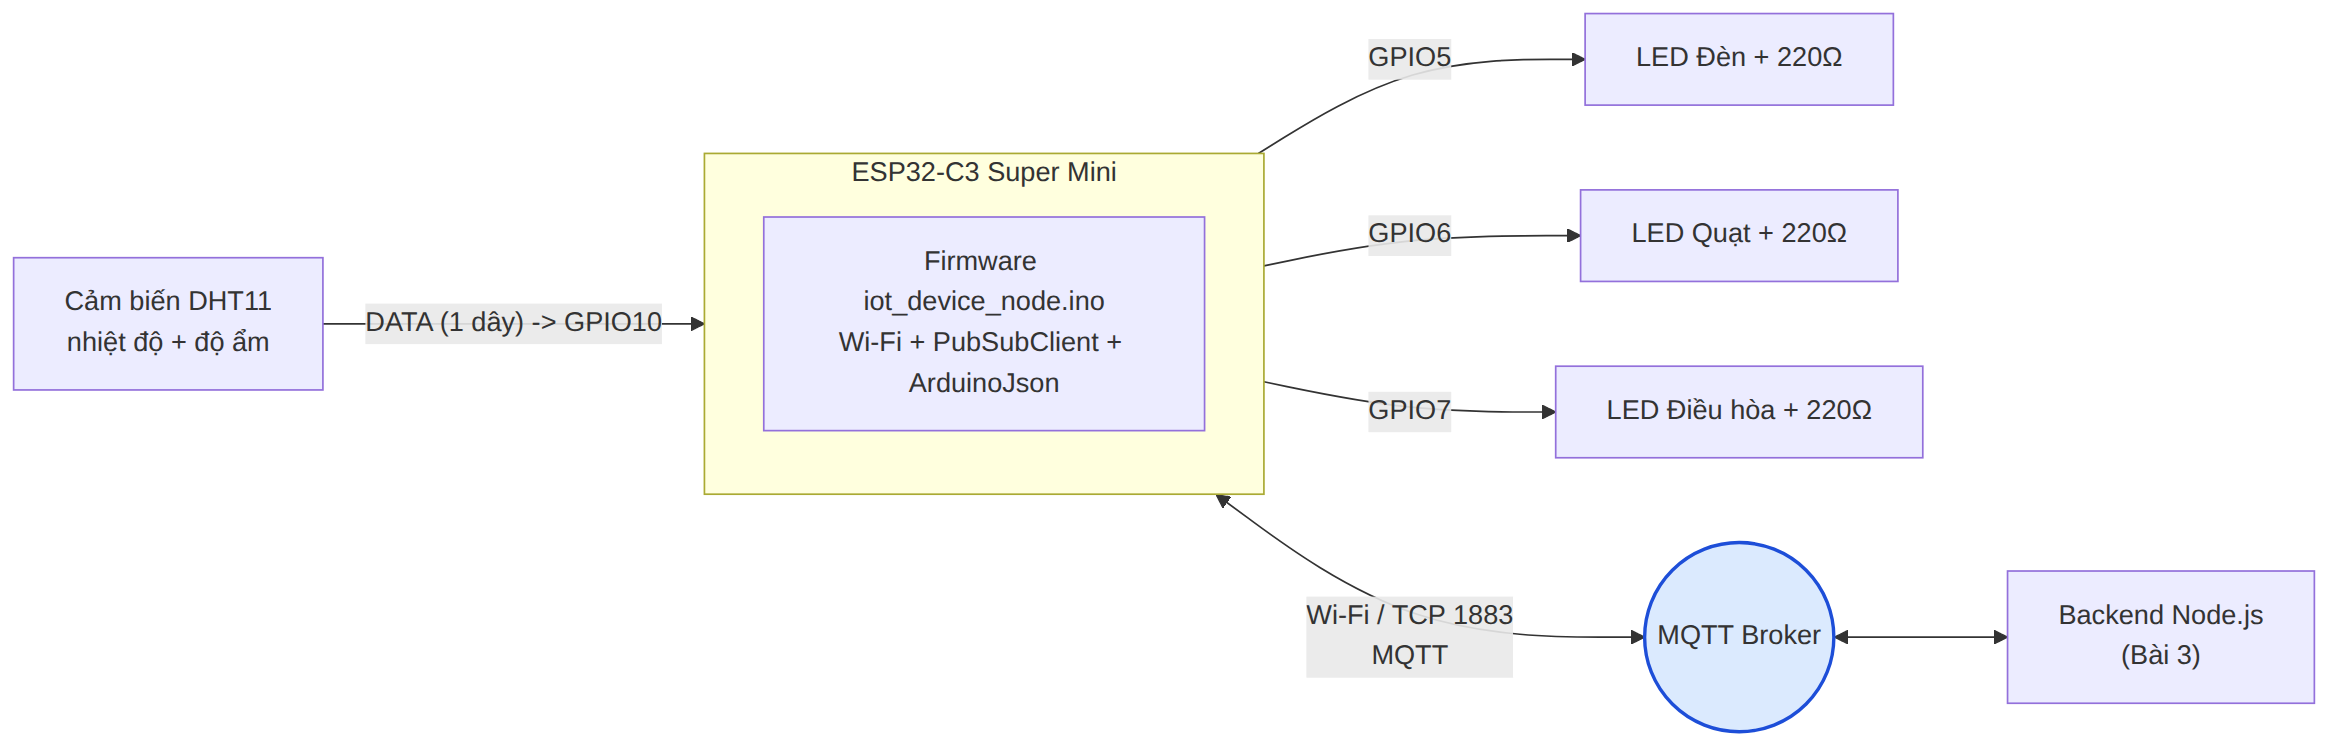 Cảm biến DHT11
nhiệt độ + độ ẩm
DATA (1 dây) -> GPIO10
ESP32-C3 Super Mini
Firmware
iot_device_node.ino
Wi-Fi + PubSubClient +
ArduinoJson
GPIO5
LED Đèn + 220Ω
GPIO6
LED Quạt + 220Ω
GPIO7
LED Điều hòa + 220Ω
Wi-Fi / TCP 1883
MQTT
MQTT Broker
Backend Node.js
(Bài 3)